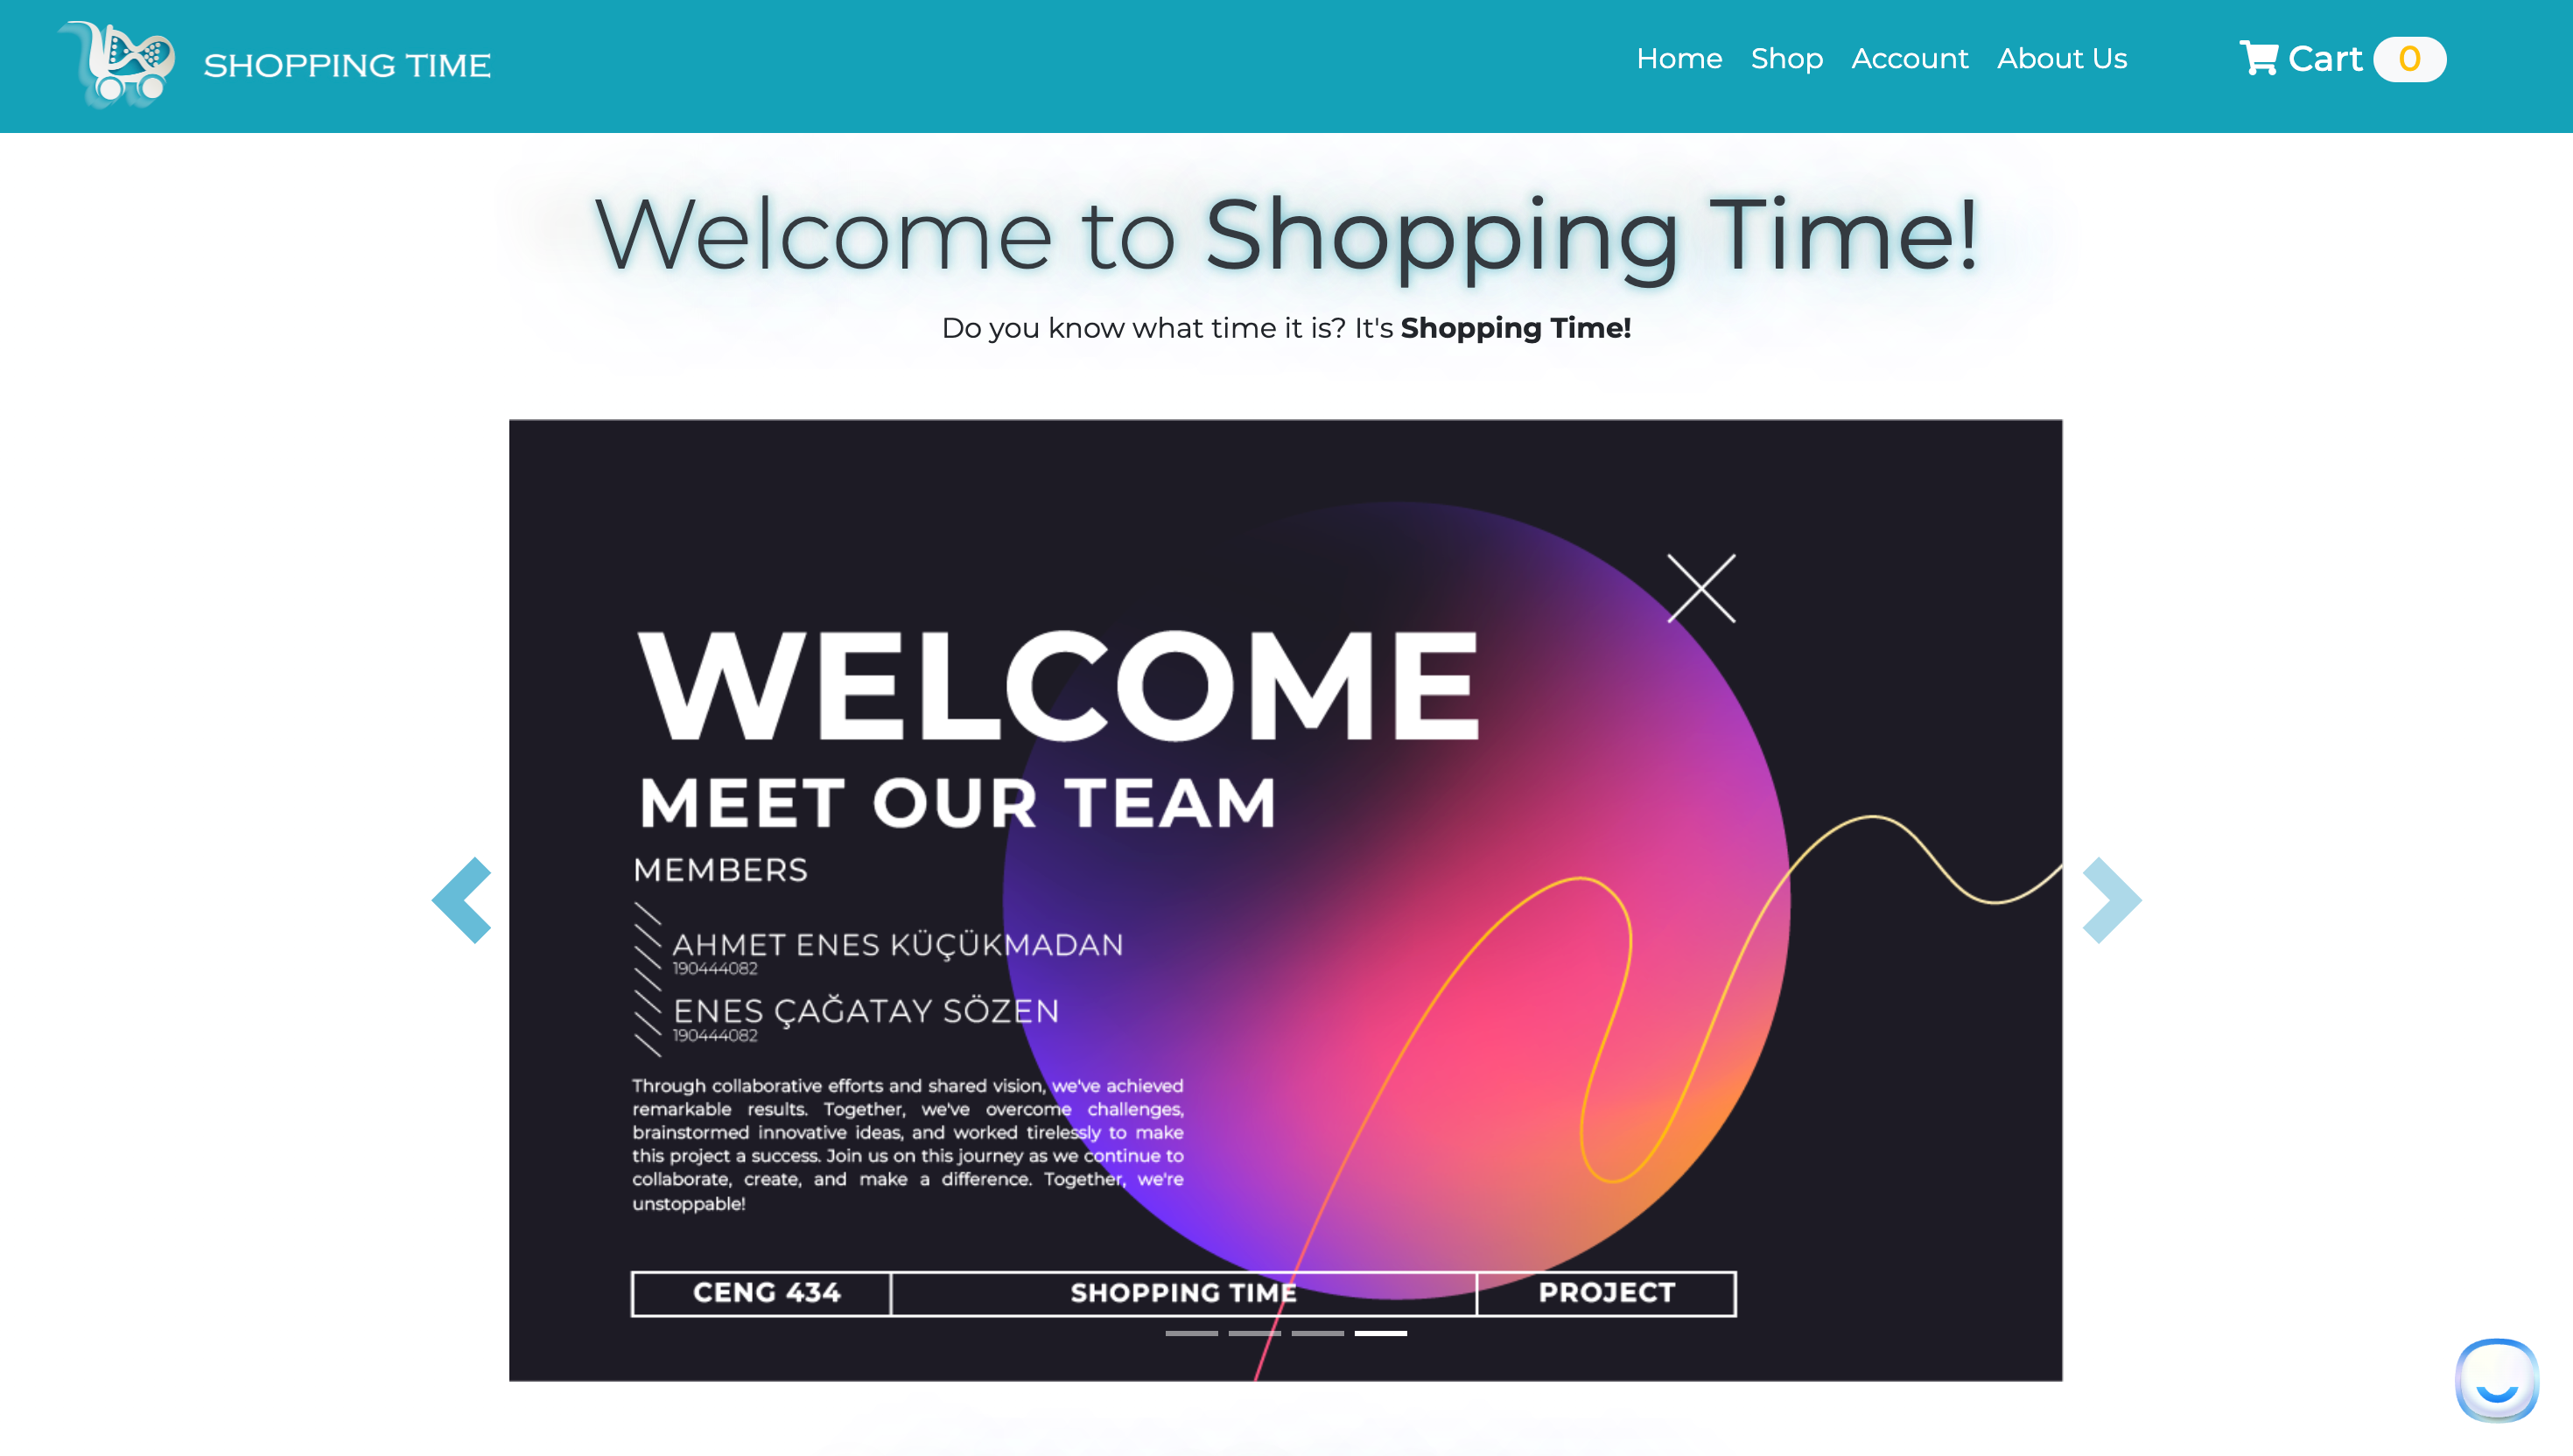 SHOPPING TIME
Home Shop Account About Us Cart 0
Welcome to Shopping Time!
Do you know what time it is? It's Shopping Time!
WELCOME
MEET OUR TEAM
MEMBERS
AHMET ENES KÜÇÜKMADAN
190444082
ENES ÇAĞATAY SÖZEN
190444082
Through collaborative efforts and shared vision, we've achieved
remarkable results. Together, we've overcome challenges,
brainstormed innovative ideas, and worked tirelessly to make
this project a success. Join us on this journey as we continue to
collaborate, create, and make a difference. Together, we're
unstoppable!
CENG 434 SHOPPING TIME PROJECT